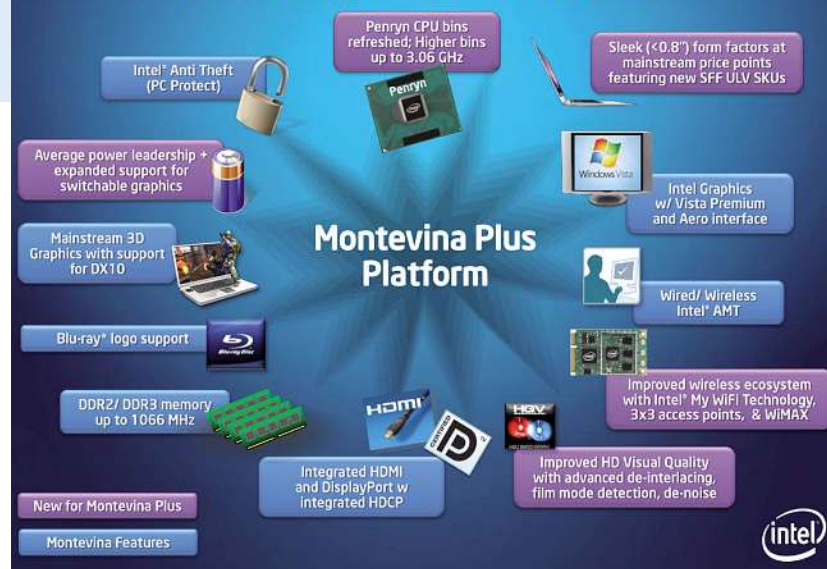 Penryn CPU bins
refreshed; Higher bins
up to 3.06 GHz
Intel® Anti Theft
(PC Protect)
Penryn
Sleek (<0.8") form factors at
mainstream price points
featuring new SFF ULV SKUs
Average power leadership +
expanded support for
switchable graphics
Windows Vista
Intel Graphics
w/ Vista Premium
and Aero interface
Montevina Plus
Platform
Mainstream 3D
Graphics with support
for DX10
Wired/ Wireless
Intel® AMT
Blu-ray* logo support
Blu-ray Disc
Improved wireless ecosystem
with Intel® My WiFi Technology,
3x3 access points, & WiMAX
DDR2/ DDR3 memory
up to 1066 MHz
HDMI
CERTIFIED
D
HQV
Integrated HDMI
and DisplayPort w
integrated HDCP
Improved HD Visual Quality
with advanced de-interlacing,
film mode detection, de-noise
New for Montevina Plus
Montevina Features
intel